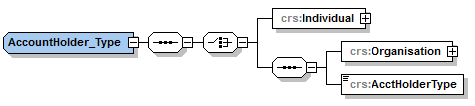 AccountHolder_Type
crs:Individual
crs:Organisation
crs:AcctHolderType